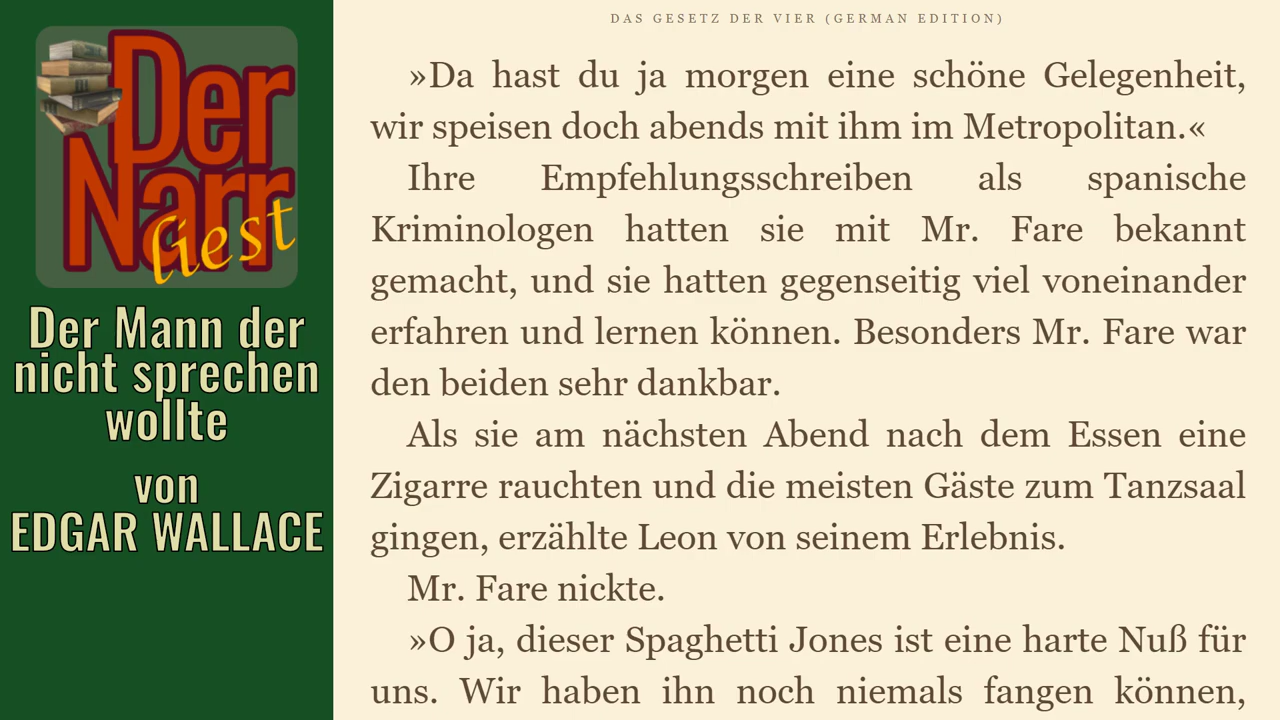 Der
Narr
liest
Der Mann der
nicht sprechen
wollte
von
EDGAR WALLACE
DAS GESETZ DER VIER (GERMAN EDITION)
»Da hast du ja morgen eine schöne Gelegenheit,
wir speisen doch abends mit ihm im Metropolitan.«
Ihre Empfehlungsschreiben als spanische
Kriminologen hatten sie mit Mr. Fare bekannt
gemacht, und sie hatten gegenseitig viel voneinander
erfahren und lernen können. Besonders Mr. Fare war
den beiden sehr dankbar.
Als sie am nächsten Abend nach dem Essen eine
Zigarre rauchten und die meisten Gäste zum Tanzsaal
gingen, erzählte Leon von seinem Erlebnis.
Mr. Fare nickte.
»O ja, dieser Spaghetti Jones ist eine harte Nuß für
uns. Wir haben ihn noch niemals fangen können,